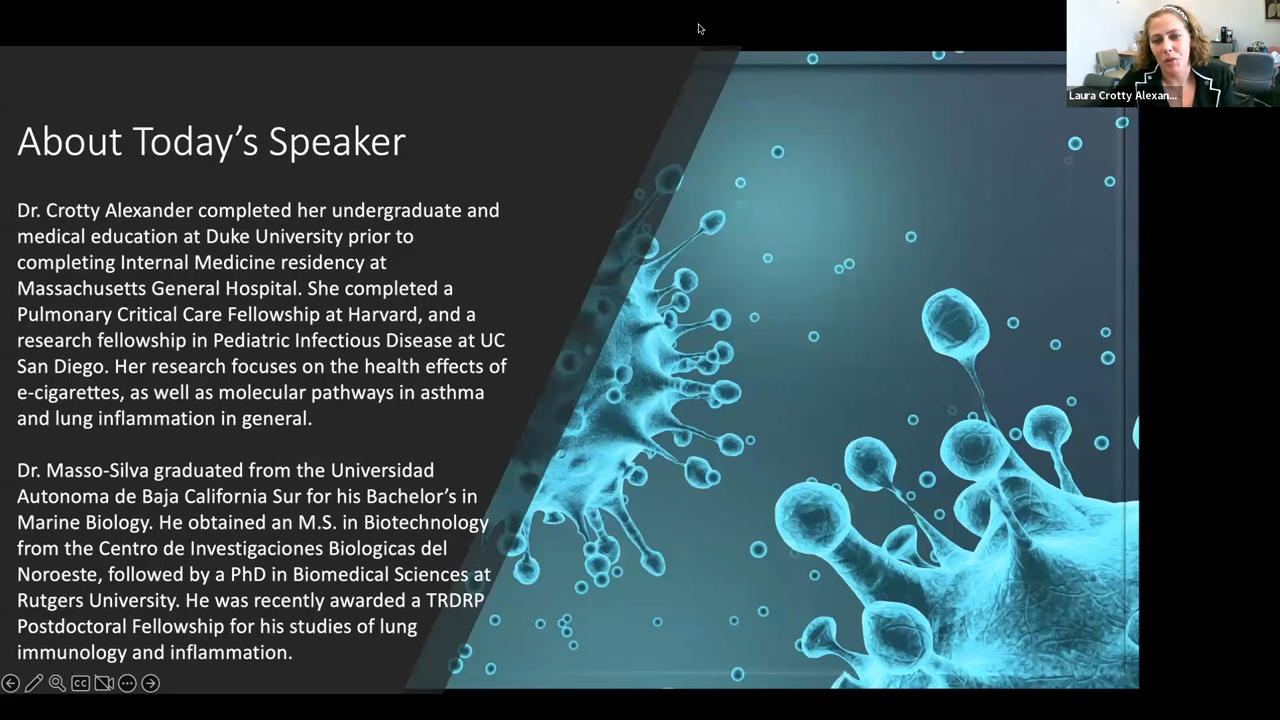 Laura Crotty Alexan...
About Today's Speaker
Dr. Crotty Alexander completed her undergraduate and
medical education at Duke University prior to
completing Internal Medicine residency at
Massachusetts General Hospital. She completed a
Pulmonary Critical Care Fellowship at Harvard, and a
research fellowship in Pediatric Infectious Disease at UC
San Diego. Her research focuses on the health effects of
e-cigarettes, as well as molecular pathways in asthma
and lung inflammation in general.
Dr. Masso-Silva graduated from the Universidad
Autonoma de Baja California Sur for his Bachelor's in
Marine Biology. He obtained an M.S. in Biotechnology
from the Centro de Investigaciones Biologicas del
Noroeste, followed by a PhD in Biomedical Sciences at
Rutgers University. He was recently awarded a TRDRP
Postdoctoral Fellowship for his studies of lung
immunology and inflammation.
CC